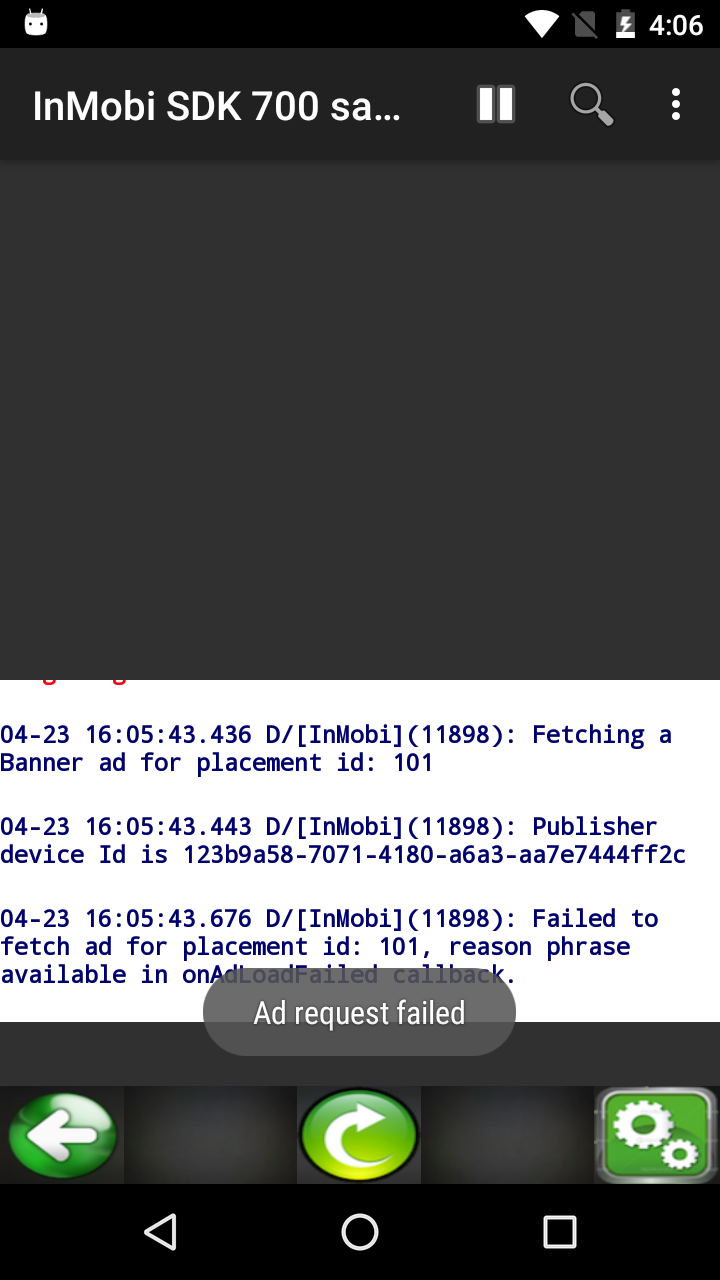 4:06
InMobi SDK 700 sa...
04-23 16:05:43.436 D/[InMobi](11898): Fetching a
Banner ad for placement id: 101
04-23 16:05:43.443 D/[InMobi](11898): Publisher
device Id is 123b9a58-7071-4180-a6a3-aa7e7444ff2c
04-23 16:05:43.676 D/[InMobi](11898): Failed to
fetch ad for placement id: 101, reason phrase
available in onAdLoadFailed callback.
Ad request failed